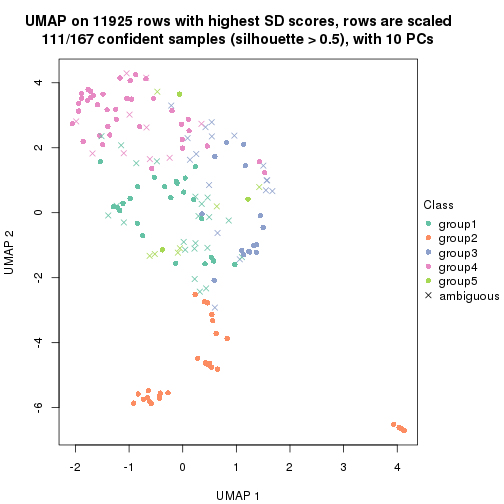 UMAP on 11925 rows with highest SD scores, rows are scaled
111/167 confident samples (silhouette > 0.5), with 10 PCs
4
2
0
-2
-4
-6
UMAP 2
-2
-1
0
1
2
3
4
UMAP 1
Class
group1
group2
group3
group4
group5
ambiguous